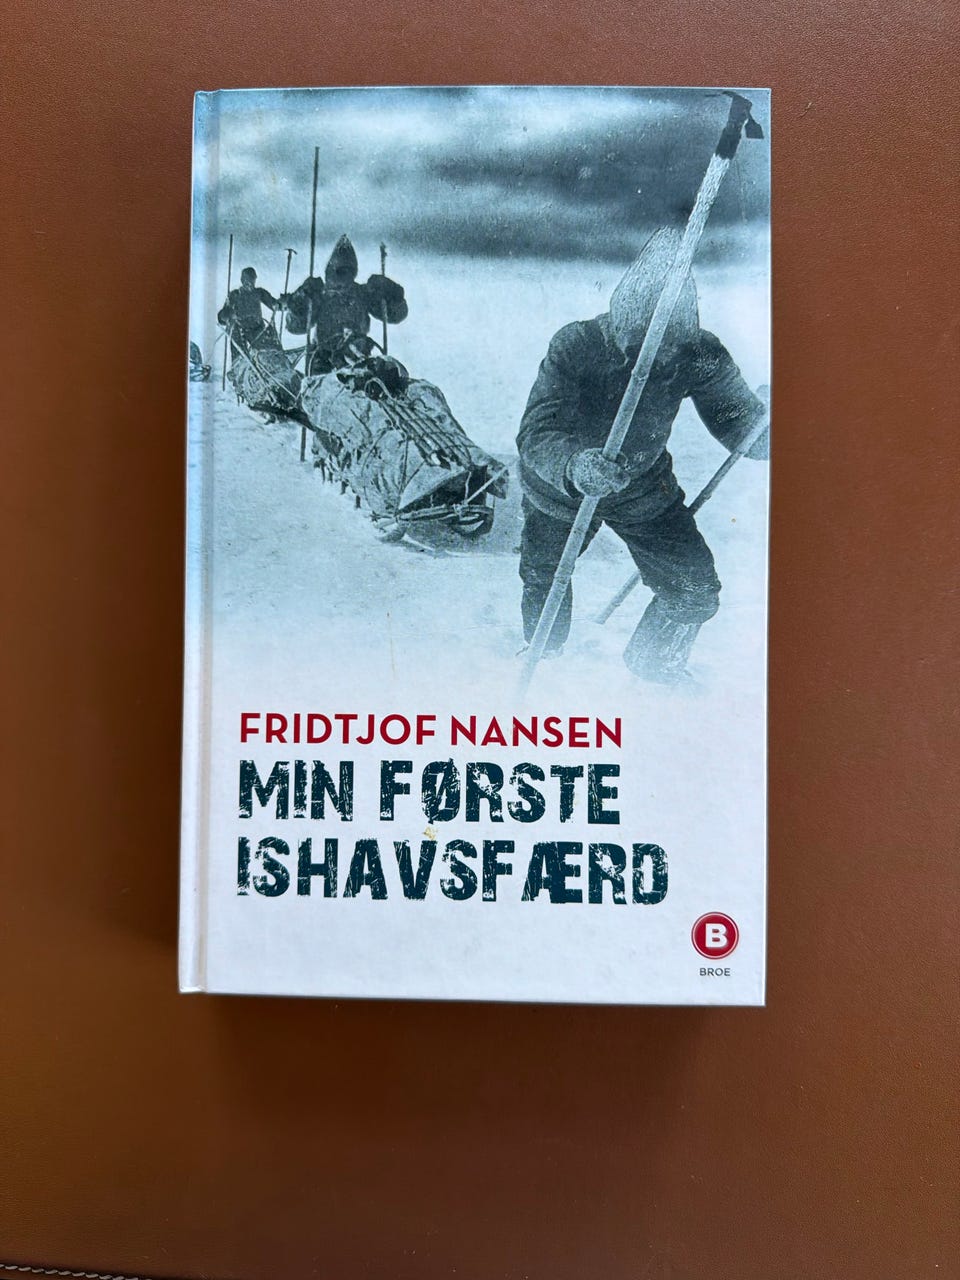 FRIDTJOF NANSEN
MIN FØRSTE
ISHAVSFÆRD
B
BROE